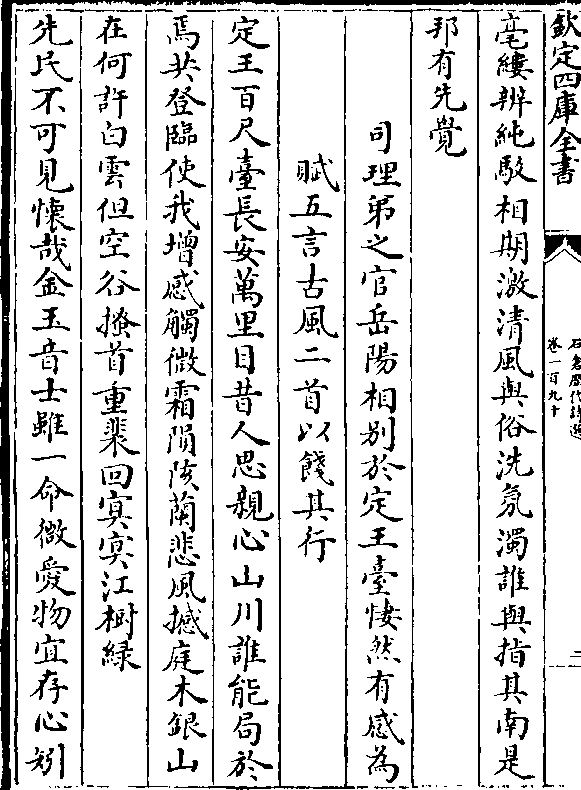 欽定四庫全書
石倉歷代詩選
卷一百九十
二
毫縷辨純駮相期激清風與俗洗氛濁誰與指其南是
邦有先覺
司理弟之官岳陽相别於定王臺悽然有感為
賦五言古風二首以餞其行
定王百尺臺長安萬里目昔人思親心山川誰能局於
焉共登臨使我增感觸微霜隕陔蘭悲風撼庭木銀山
在何許白雲但空谷搔首重裴回冥冥江樹緑
先民不可見懐哉金玉音士雖一命微愛物宜存心矧